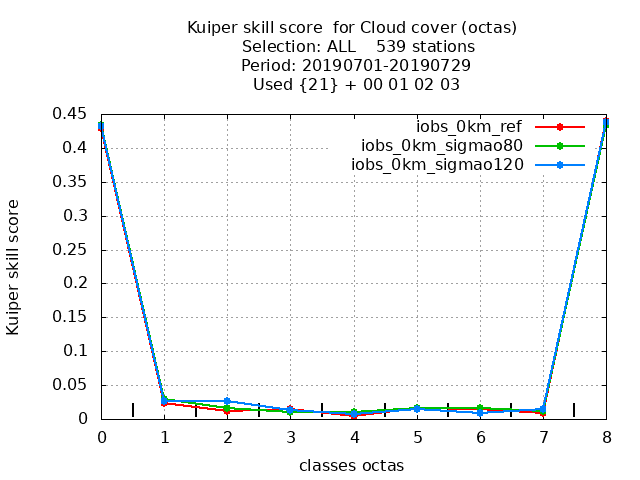 Kuiper skill score  for Cloud cover (octas)
Selection: ALL    539 stations
Period: 20190701-20190729
Used {21} + 00 01 02 03
iobs_0km_ref
iobs_0km_sigmao80
iobs_0km_sigmao120
Kuiper skill score
0.45
0.4
0.35
0.3
0.25
0.2
0.15
0.1
0.05
0
0 1 2 3 4 5 6 7 8
classes octas